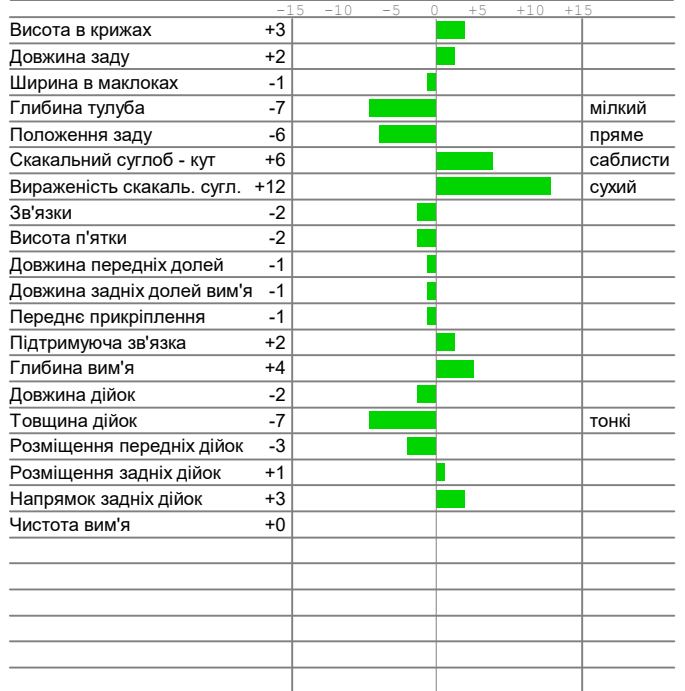 -15 -10 -5 0 +5 +10 +15
Висота в крижах +3
Довжина заду +2
Ширина в маклоках -1
Глибина тулуба -7 мілкий
Положення заду -6 пряме
Скакальний суглоб - кут +6 саблисти
Вираженість скакаль. сугл. +12 сухий
Зв'язки -2
Висота п'ятки -2
Довжина передніх долей -1
Довжина задніх долей вим'я -1
Переднє прикріплення -1
Підтримуюча зв'язка +2
Глибина вим'я +4
Довжина дійок -2
Товщина дійок -7 тонкі
Розміщення передніх дійок -3
Розміщення задніх дійок +1
Напрямок задніх дійок +3
Чистота вим'я +0